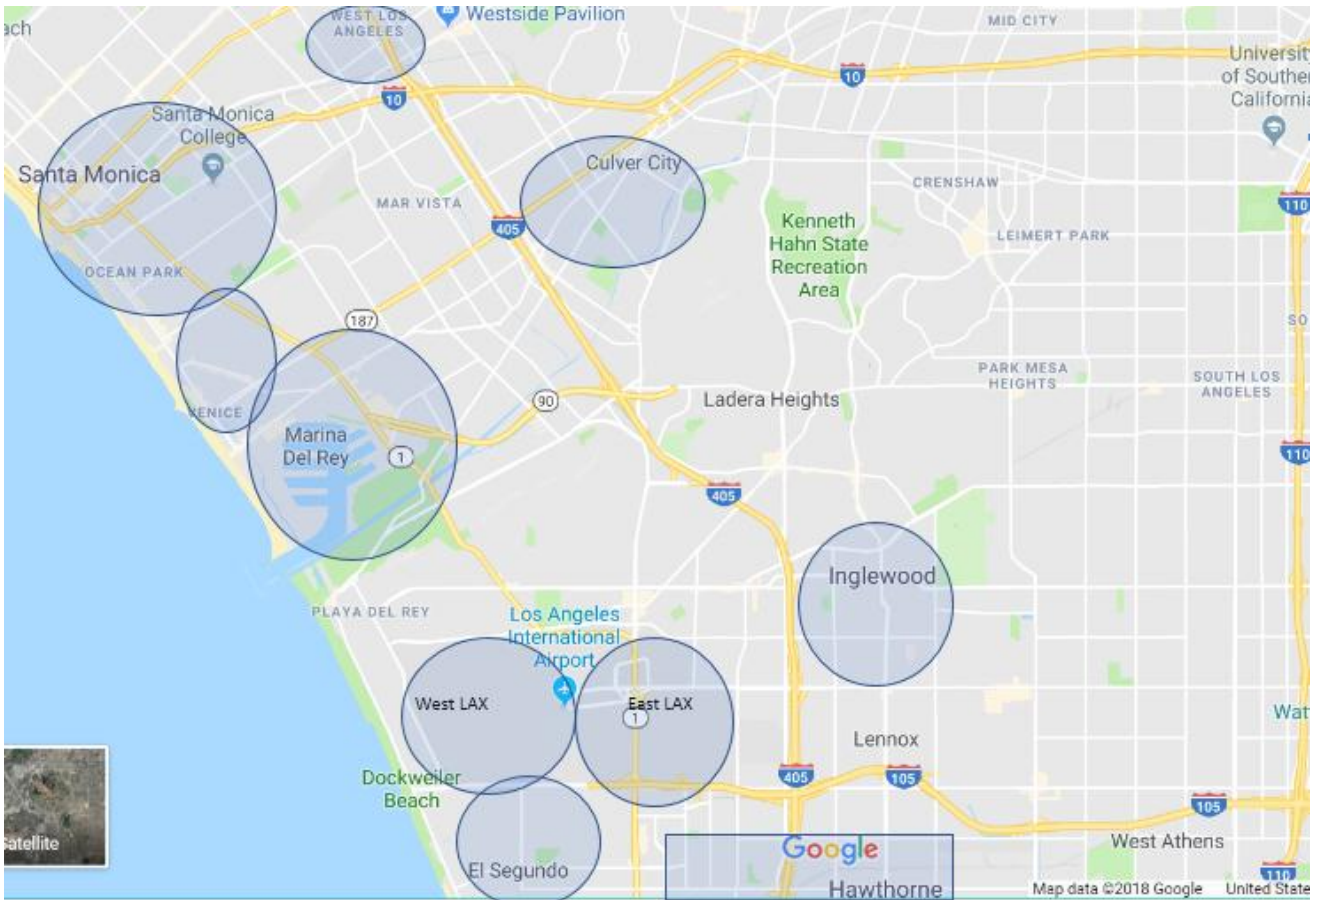 WEST LOS
ANGELES
Westside Pavilion
MID CITY
ach
10
10
University
of Souther
California
Santa Monica
College
Santa Monica
Culver City
MAR VISTA
CRENSHAW
405
110
Kenneth
Hahn State
Recreation
Area
LEIMERT PARK
OCEAN PARK
187
SO
PARK MESA
HEIGHTS
SOUTH LOS
ANGELES
90
Ladera Heights
VENICE
Marina
Del Rey
1
110
405
Inglewood
PLAYA DEL REY
Los Angeles
International
Airport
West LAX
East LAX
1
Wat
Lennox
Dockweiler
Beach
405
105
105
Satellite
West Athens
Google
El Segundo
110
Hawthorne
Map data ©2018 Google
United State